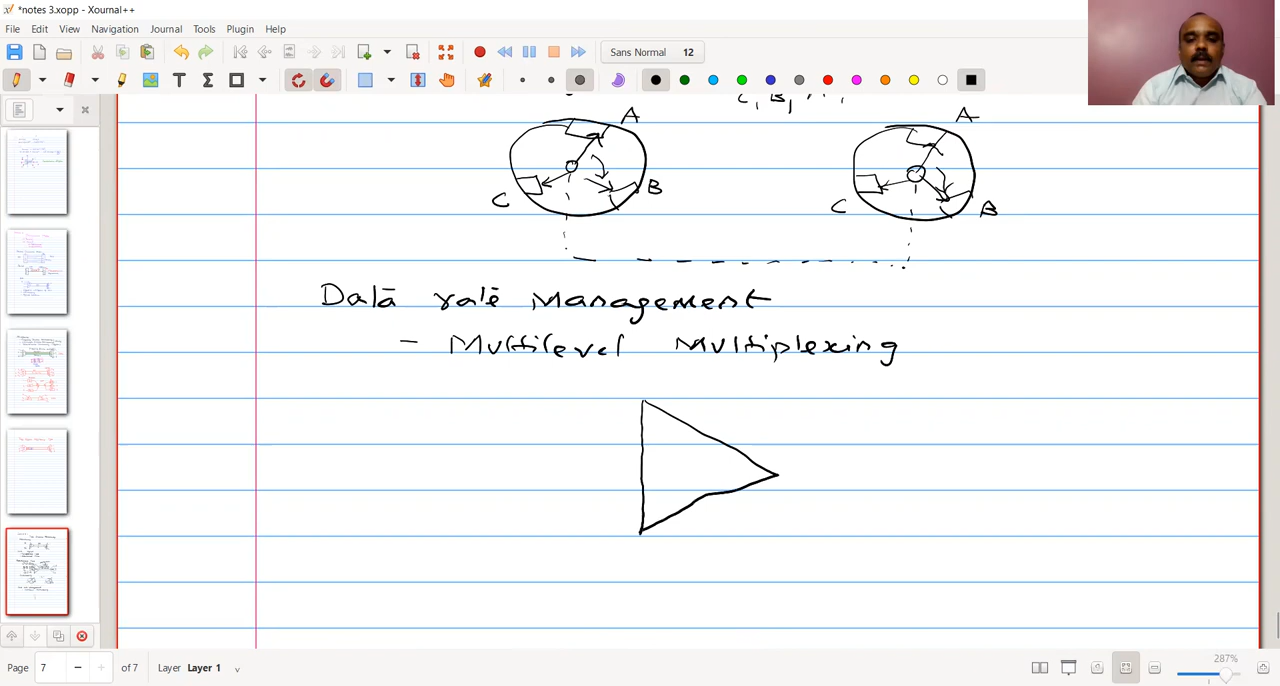 *notes 3.xopp - Xournal++
File Edit View Navigation Journal Tools Plugin Help
Sans Normal 12
C, B, A,
A A
C B C B
Data rate Management
- Multilevel Multiplexing
287%
Page 7 of 7 Layer Layer 1